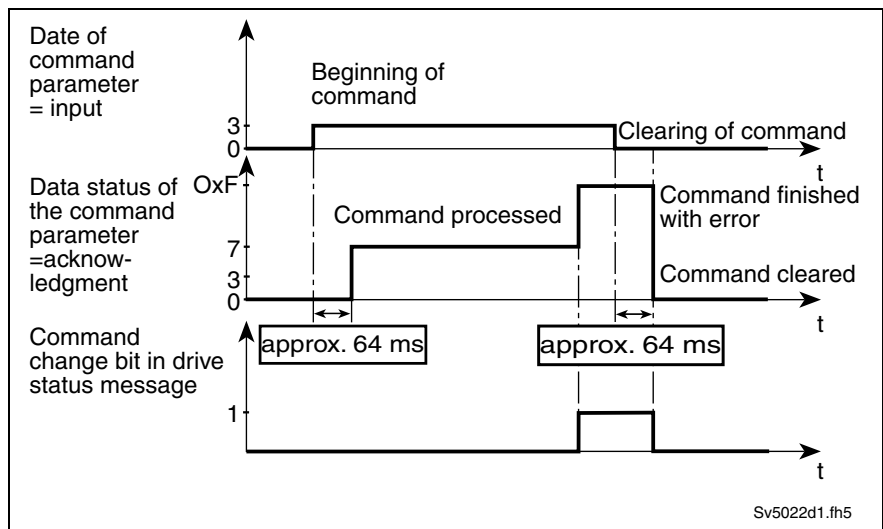 Date of
command
parameter
= input
Beginning of
command
3
0
Clearing of command
t
Data status of
the command
parameter
=acknow-
ledgment
OxF
7
3
0
Command processed
Command finished
with error
Command cleared
t
approx. 64 ms
approx. 64 ms
Command
change bit in drive
status message
1
t
Sv5022d1.fh5